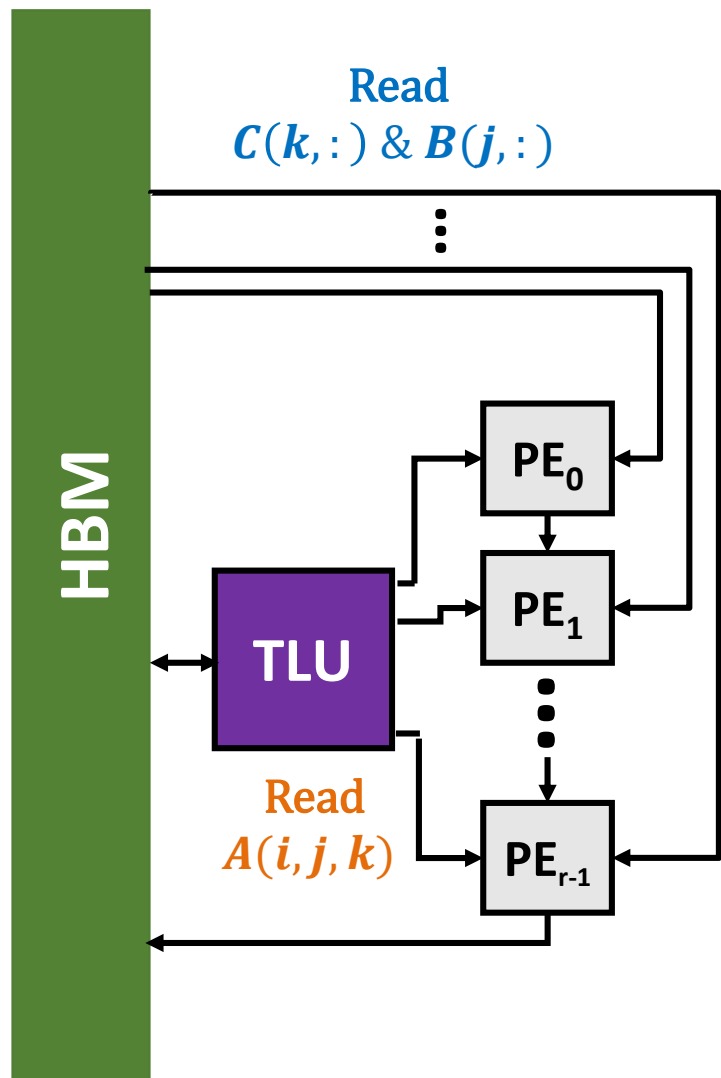 Read
C(k,:) & B(j,:)
HBM
PE0
PE1
TLU
Read
A(i,j,k)
PEr-1